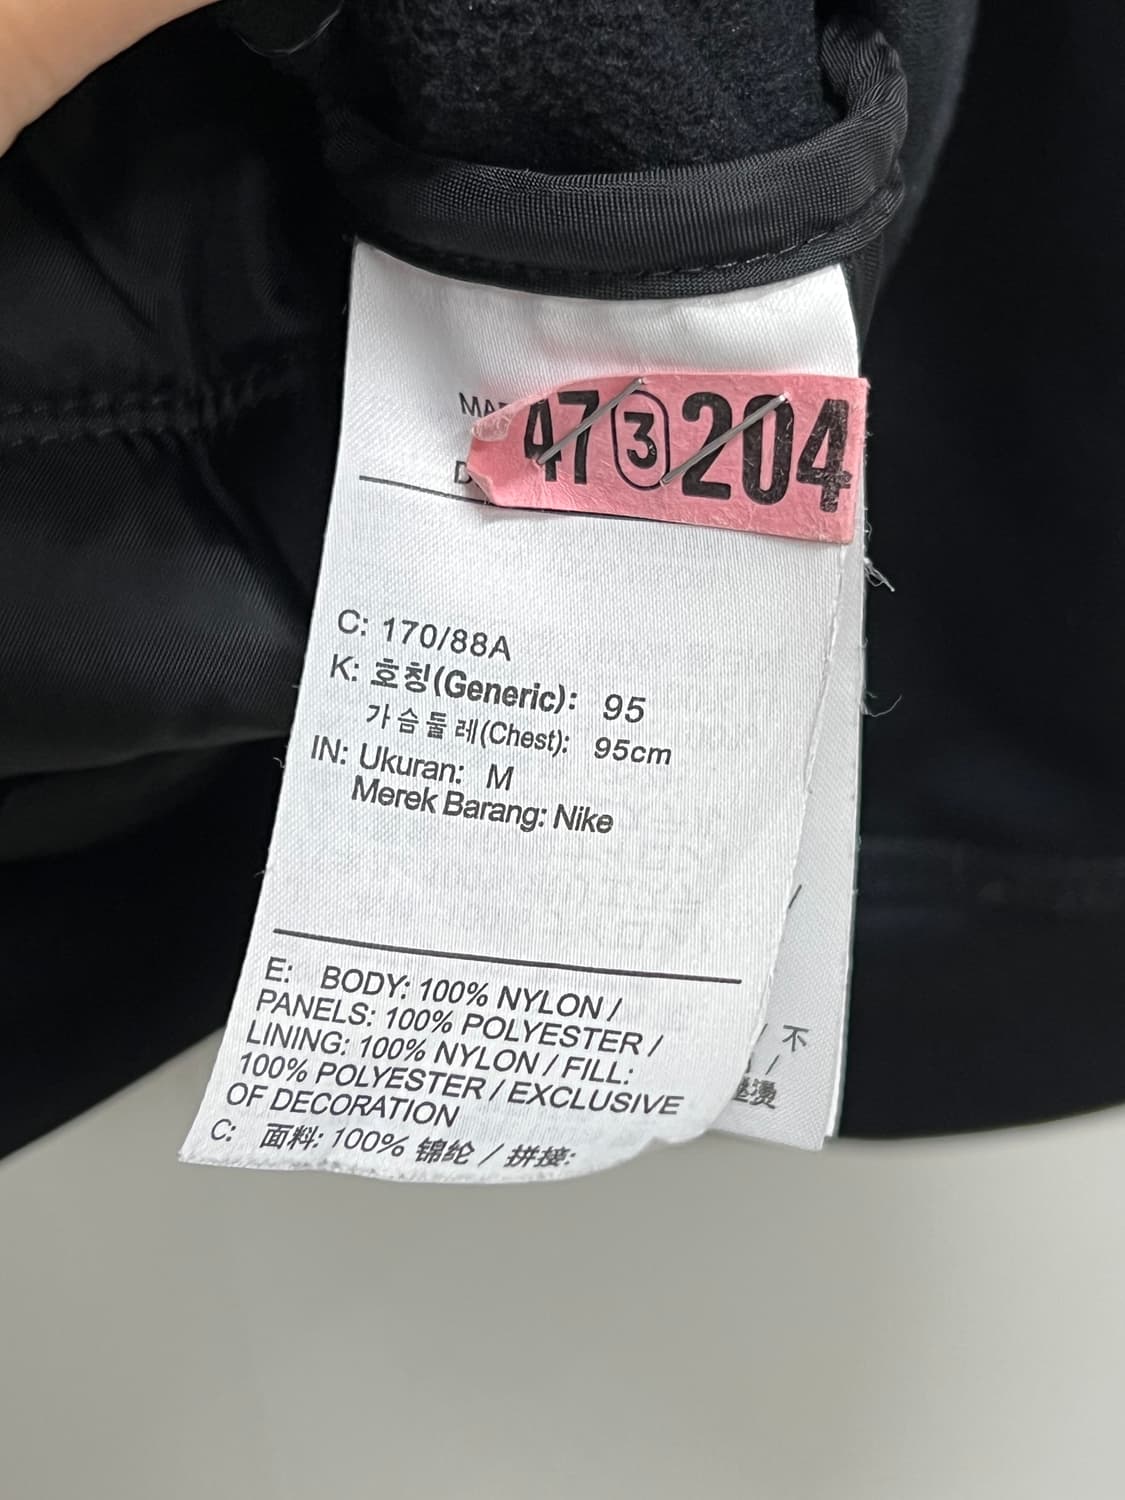 47 3 204
C: 170/88A
K: 호칭(Generic): 95
가슴둘레(Chest): 95cm
IN: Ukuran: M
Merek Barang: Nike
E: BODY: 100% NYLON /
PANELS: 100% POLYESTER /
LINING: 100% NYLON / FILL:
100% POLYESTER / EXCLUSIVE
OF DECORATION
C: 面料: 100% 锦纶 / 拼接:
/ 不
/
燙